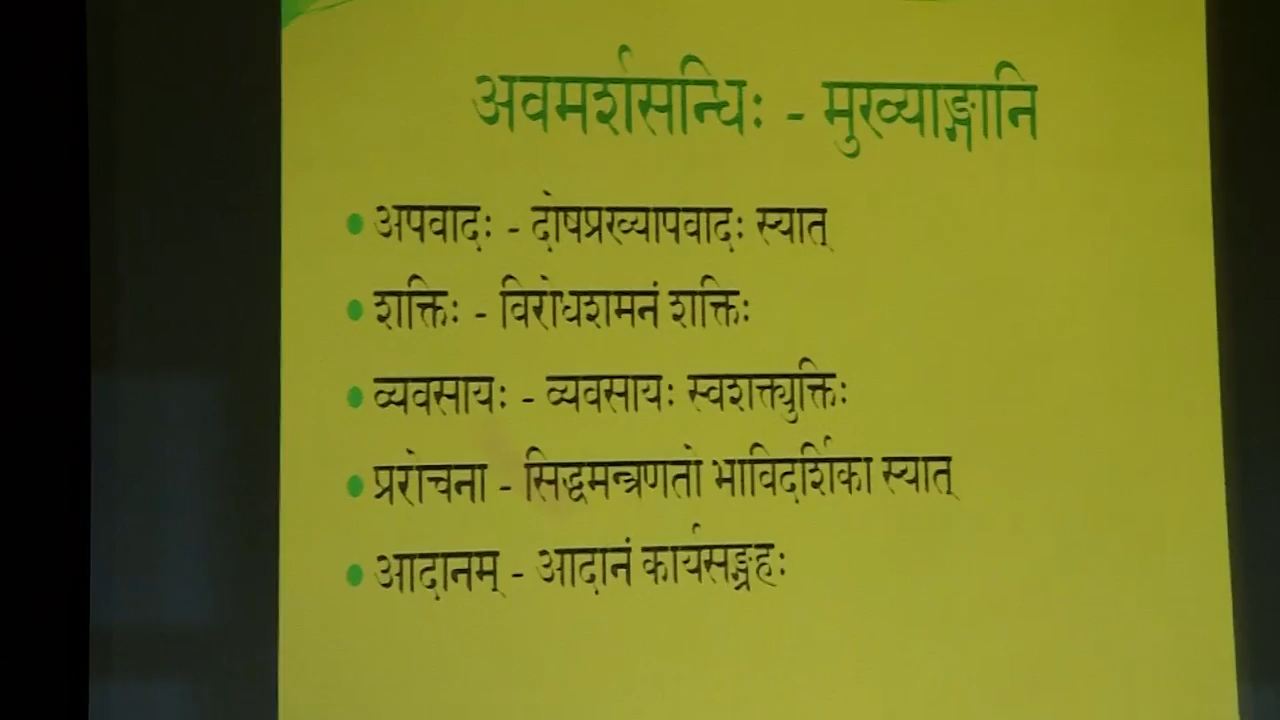 अवमर्शसन्धिः - मुख्याङ्गानि
अपवादः - दोषप्रख्यापवादः स्यात्
शक्तिः - विरोधशमनं शक्तिः
व्यवसायः - व्यवसायः स्वशक्त्युक्तिः
प्ररोचना - सिद्धमन्त्रणतो भाविदर्शिका स्यात्
आदानम् - आदानं कार्यसङ्ग्रहः